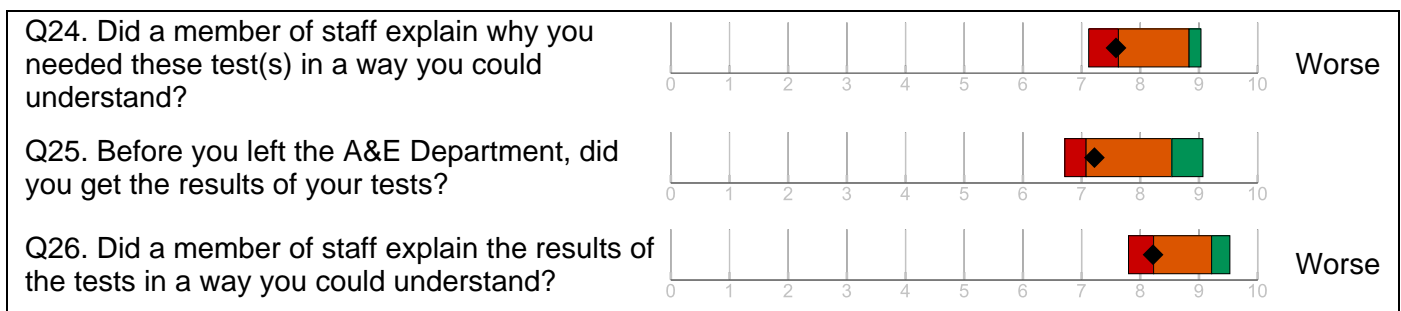 Q24. Did a member of staff explain why you
needed these test(s) in a way you could
understand?
0 1 2 3 4 5 6 7 8 9 10
Worse
Q25. Before you left the A&E Department, did
you get the results of your tests?
0 1 2 3 4 5 6 7 8 9 10
Q26. Did a member of staff explain the results of
the tests in a way you could understand?
0 1 2 3 4 5 6 7 8 9 10
Worse